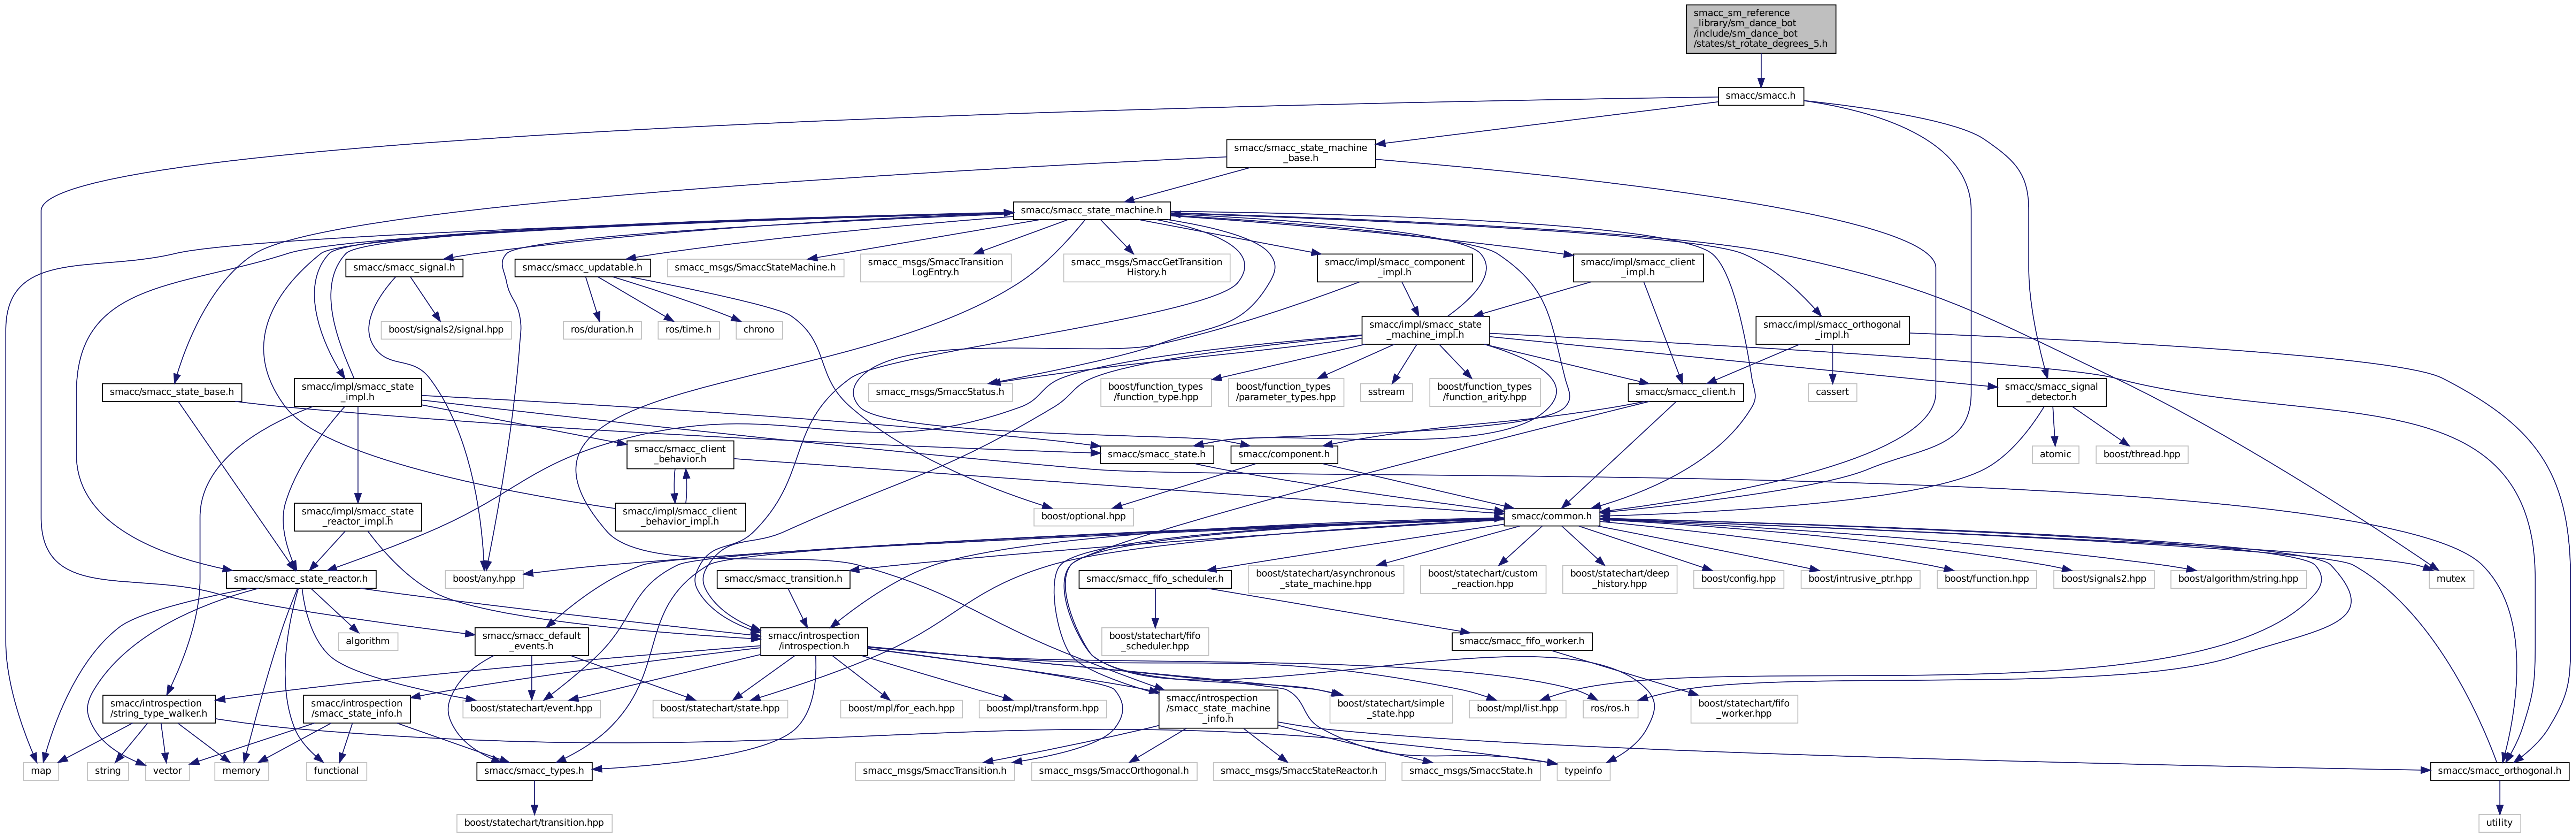 smacc_sm_reference
_library/sm_dance_bot
/include/sm_dance_bot
/states/st_rotate_degrees_5.h
smacc/smacc.h
smacc/smacc_state_machine
_base.h
smacc/smacc_state_machine.h
smacc/smacc_signal.h
smacc/smacc_updatable.h
smacc_msgs/SmaccStateMachine.h
smacc_msgs/SmaccTransition
LogEntry.h
smacc_msgs/SmaccGetTransition
History.h
smacc/impl/smacc_component
_impl.h
smacc/impl/smacc_client
_impl.h
boost/signals2/signal.hpp
ros/duration.h
ros/time.h
chrono
smacc/impl/smacc_state
_machine_impl.h
smacc/impl/smacc_orthogonal
_impl.h
smacc/smacc_state_base.h
smacc/impl/smacc_state
_impl.h
smacc_msgs/SmaccStatus.h
boost/function_types
/function_type.hpp
boost/function_types
/parameter_types.hpp
sstream
boost/function_types
/function_arity.hpp
smacc/smacc_client.h
cassert
smacc/smacc_signal
_detector.h
smacc/smacc_client
_behavior.h
smacc/smacc_state.h
smacc/component.h
atomic
boost/thread.hpp
smacc/impl/smacc_state
_reactor_impl.h
smacc/impl/smacc_client
_behavior_impl.h
boost/optional.hpp
smacc/common.h
smacc/smacc_state_reactor.h
boost/any.hpp
smacc/smacc_transition.h
smacc/smacc_fifo_scheduler.h
boost/statechart/asynchronous
_state_machine.hpp
boost/statechart/custom
_reaction.hpp
boost/statechart/deep
_history.hpp
boost/config.hpp
boost/intrusive_ptr.hpp
boost/function.hpp
boost/signals2.hpp
boost/algorithm/string.hpp
mutex
algorithm
smacc/smacc_default
_events.h
smacc/introspection
/introspection.h
boost/statechart/fifo
_scheduler.hpp
smacc/smacc_fifo_worker.h
smacc/introspection
/string_type_walker.h
smacc/introspection
/smacc_state_info.h
boost/statechart/event.hpp
boost/statechart/state.hpp
boost/mpl/for_each.hpp
boost/mpl/transform.hpp
smacc/introspection
/smacc_state_machine
_info.h
boost/statechart/simple
_state.hpp
boost/mpl/list.hpp
ros/ros.h
boost/statechart/fifo
_worker.hpp
map
string
vector
memory
functional
smacc/smacc_types.h
smacc_msgs/SmaccTransition.h
smacc_msgs/SmaccOrthogonal.h
smacc_msgs/SmaccStateReactor.h
smacc_msgs/SmaccState.h
typeinfo
smacc/smacc_orthogonal.h
boost/statechart/transition.hpp
utility